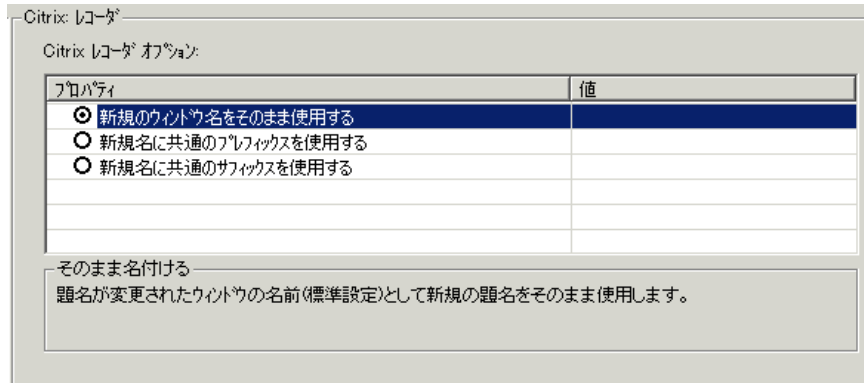 Citrix: レコーダ
Citrix レコーダ オプション:
プロパティ 値
新規のウィンドウ名をそのまま使用する
新規名に共通のプレフィックスを使用する
新規名に共通のサフィックスを使用する
そのまま名付ける
題名が変更されたウィンドウの名前(標準設定)として新規の題名をそのまま使用します。